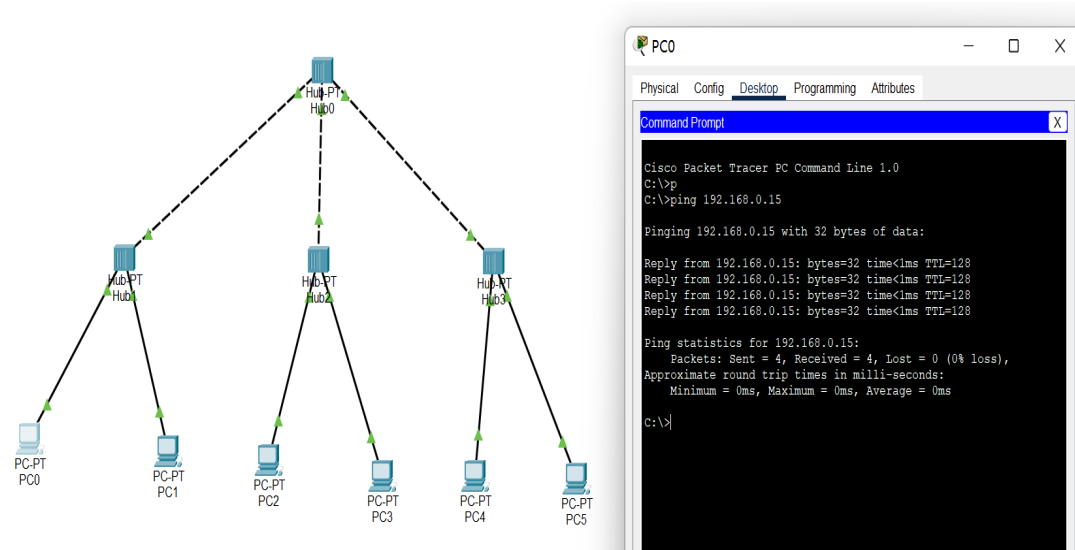 Hub-PT
Hub0
Hub-PT
Hub1
Hub-PT
Hub2
Hub-PT
Hub3
PC-PT
PC0
PC-PT
PC1
PC-PT
PC2
PC-PT
PC3
PC-PT
PC4
PC-PT
PC5
PC0
Physical Config Desktop Programming Attributes
Command Prompt
X
Cisco Packet Tracer PC Command Line 1.0
C:\>p
C:\>ping 192.168.0.15
Pinging 192.168.0.15 with 32 bytes of data:
Reply from 192.168.0.15: bytes=32 time<1ms TTL=128
Reply from 192.168.0.15: bytes=32 time<1ms TTL=128
Reply from 192.168.0.15: bytes=32 time<1ms TTL=128
Reply from 192.168.0.15: bytes=32 time<1ms TTL=128
Ping statistics for 192.168.0.15:
Packets: Sent = 4, Received = 4, Lost = 0 (0% loss),
Approximate round trip times in milli-seconds:
Minimum = 0ms, Maximum = 0ms, Average = 0ms
C:\>